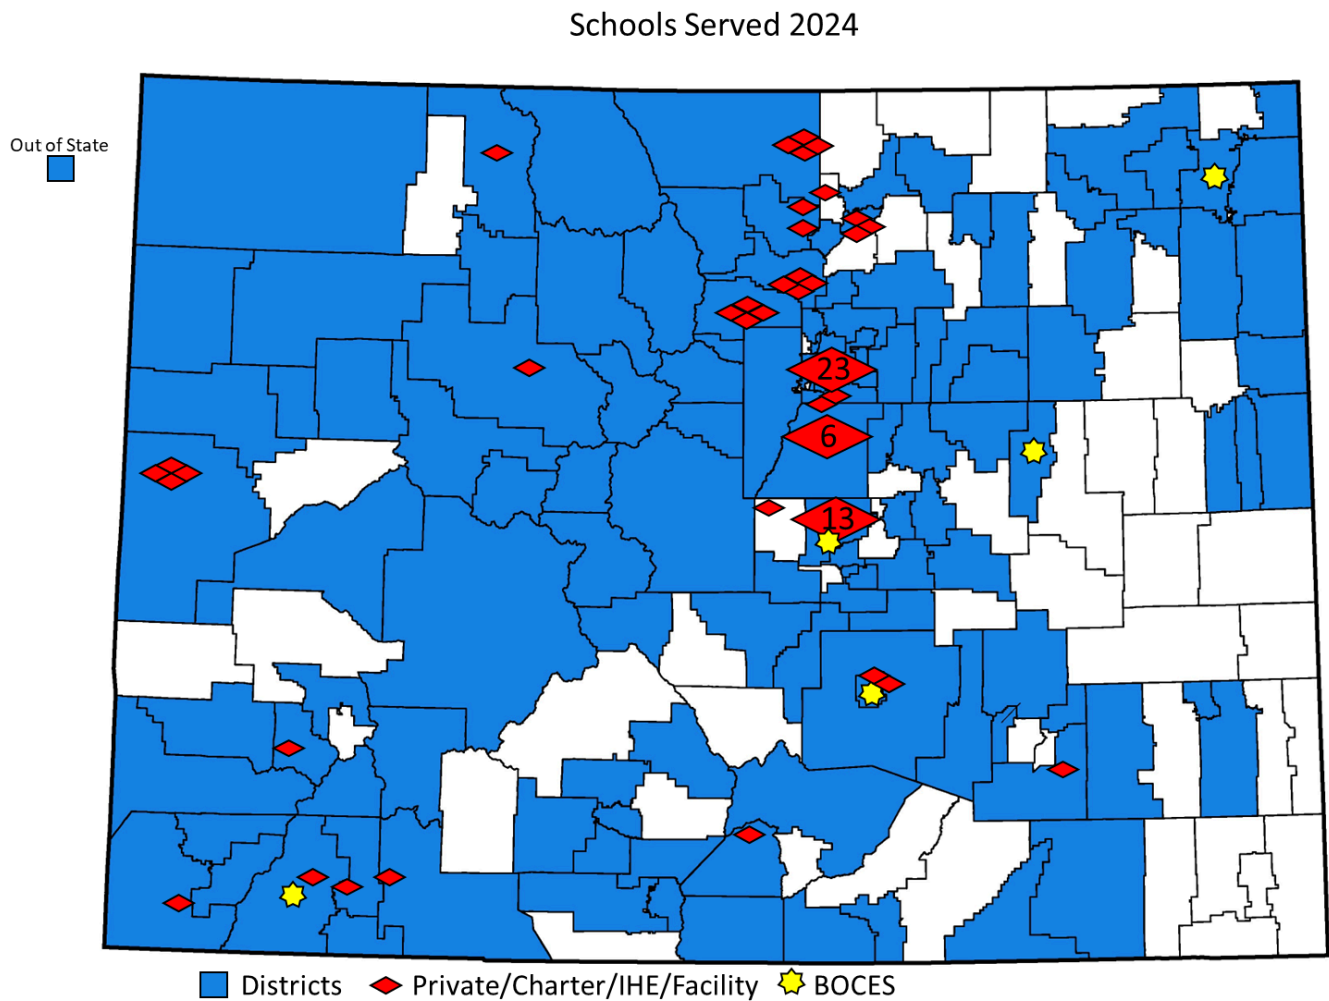 Schools Served 2024
Out of State
23
6
13
Districts
Private/Charter/IHE/Facility
BOCES